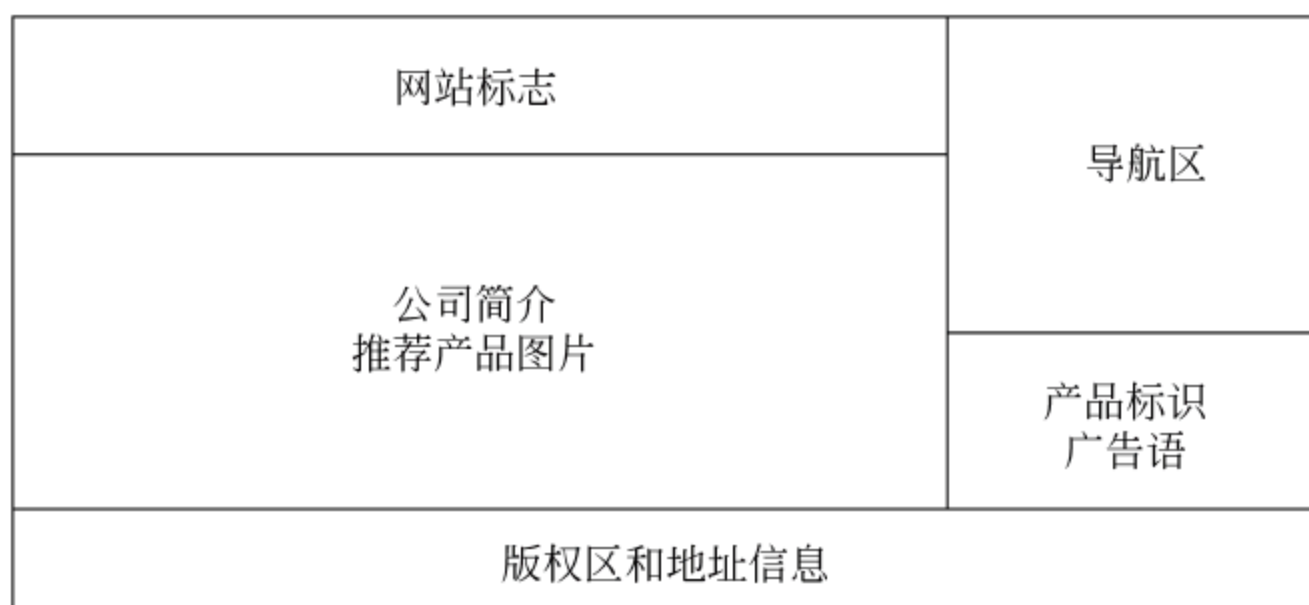 网站标志
导航区
公司简介
推荐产品图片
产品标识
广告语
版权区和地址信息